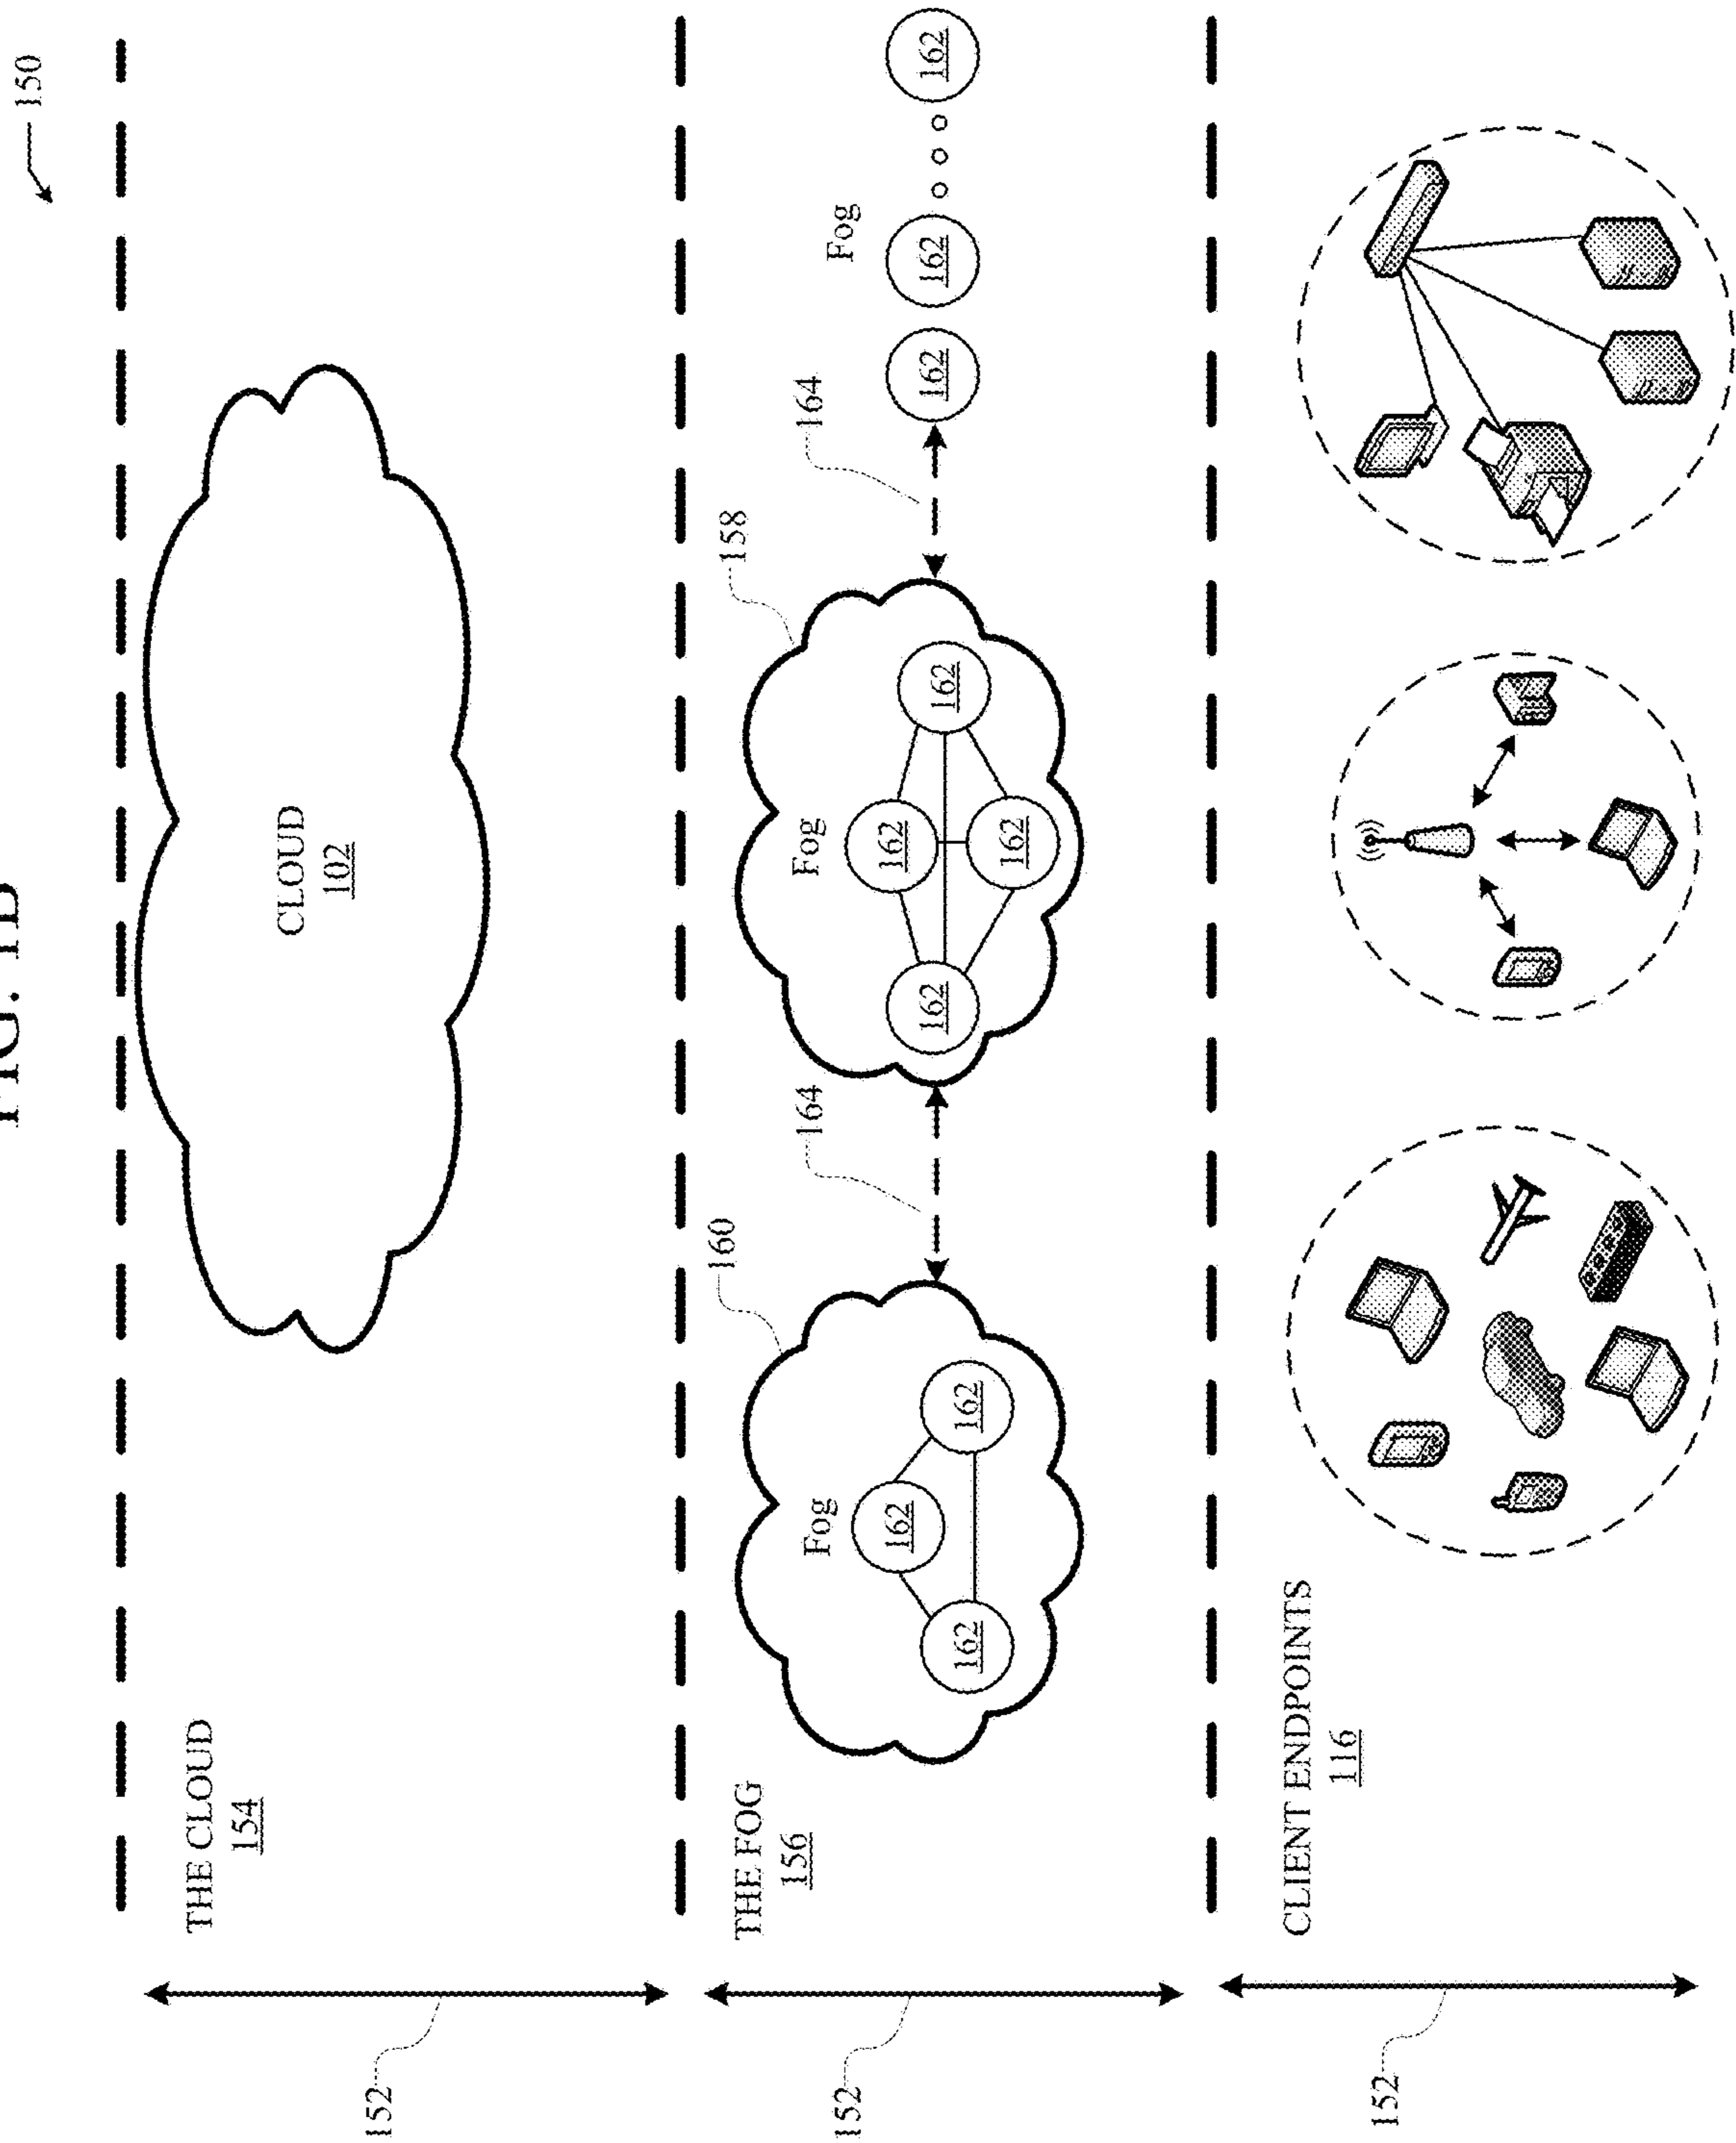 FIG. 1B
150
THE CLOUD
154
CLOUD
102
152
THE FOG
156
160
164
158
164
Fog
Fog
Fog
162
162
162
162
162
162
162
162
162
162
152
CLIENT ENDPOINTS
116
152